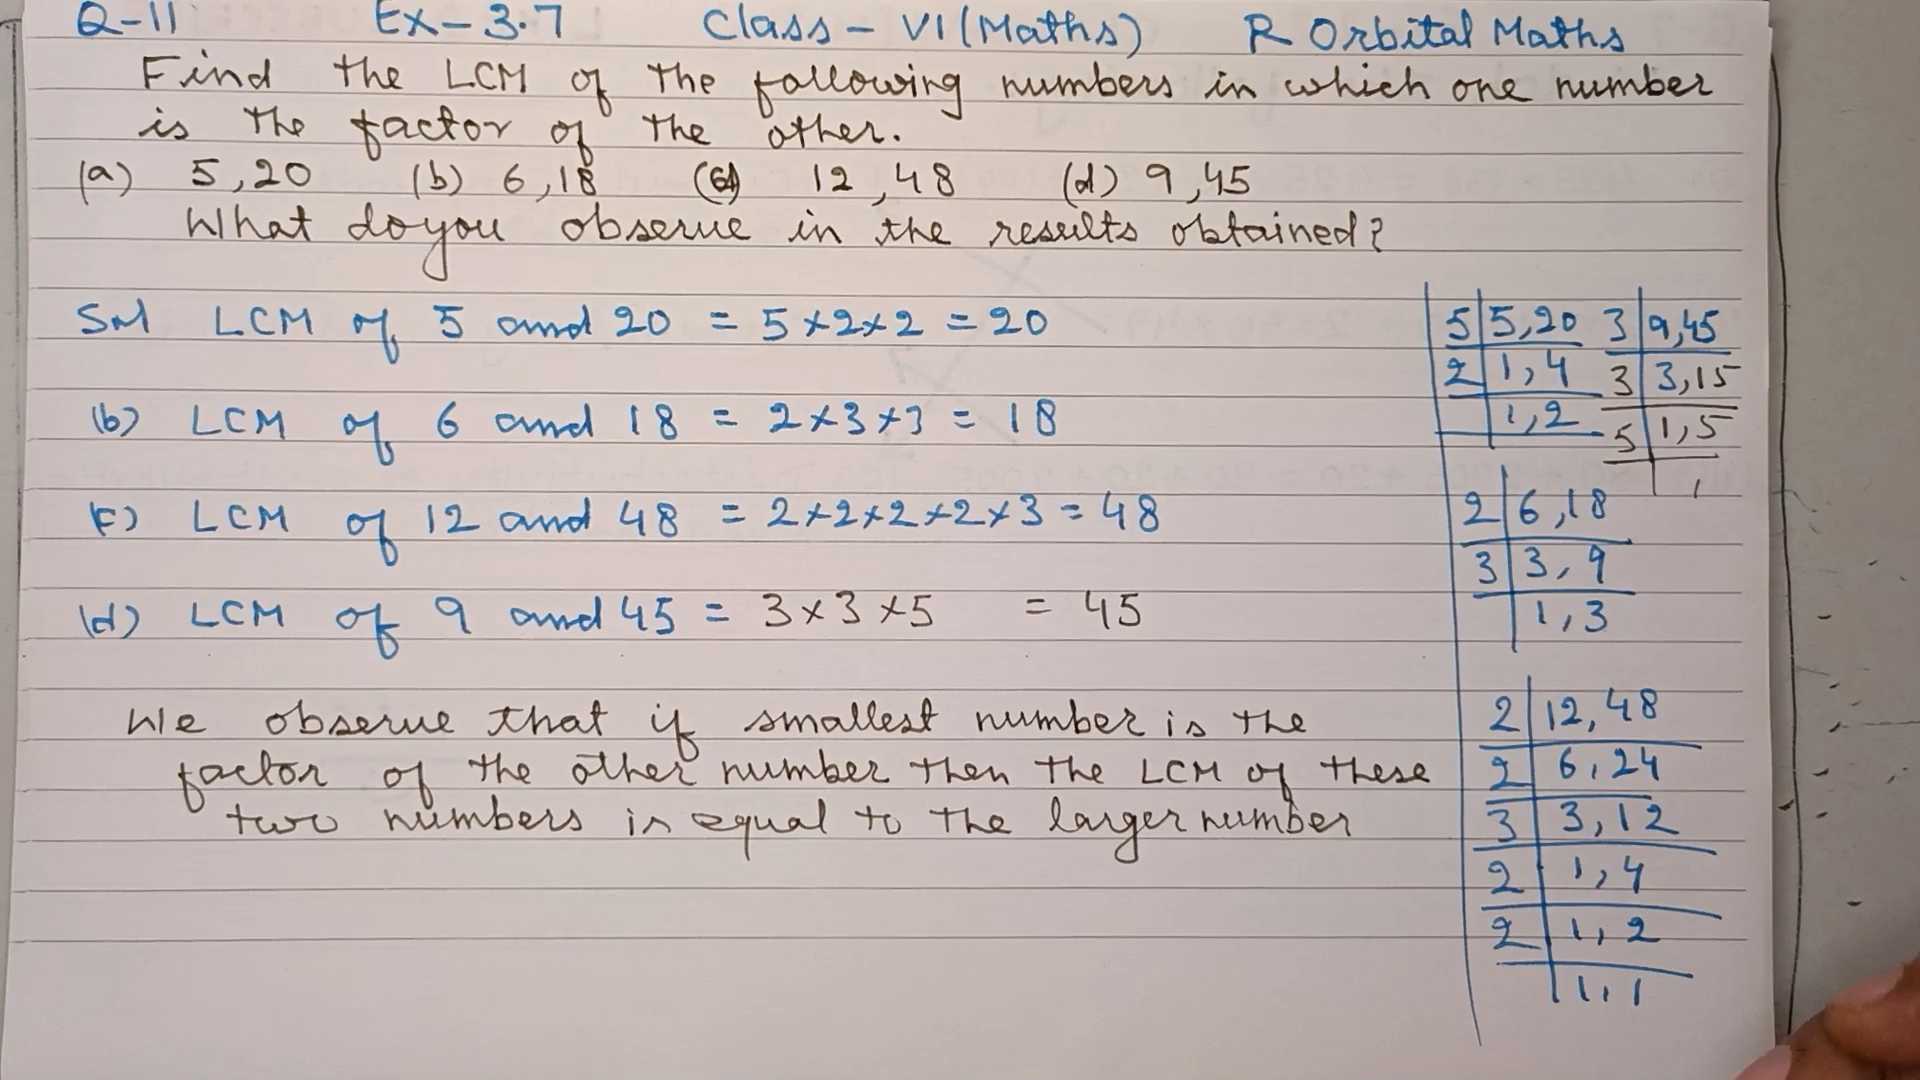 Q-11 Ex-3.7 Class-VI (Maths) R Orbital Maths
Find the LCM of the following numbers in which one number
is the factor of the other.
(a) 5,20 (b) 6,18 (c) 12,48 (d) 9,45
What do you observe in the results obtained?
Sol LCM of 5 and 20 = 5×2×2 = 20
(b) LCM of 6 and 18 = 2×3×3 = 18
(c) LCM of 12 and 48 = 2×2×2×2×3 = 48
(d) LCM of 9 and 45 = 3×3×5 = 45
We observe that if smallest number is the
factor of the other number then the LCM of these
two numbers is equal to the larger number
5 5,20
2 1,4
1,2
3 9,45
3 3,15
5 1,5
1
2 6,18
3 3,9
1,3
2 12,48
2 6,24
3 3,12
2 1,4
2 1,2
1,1